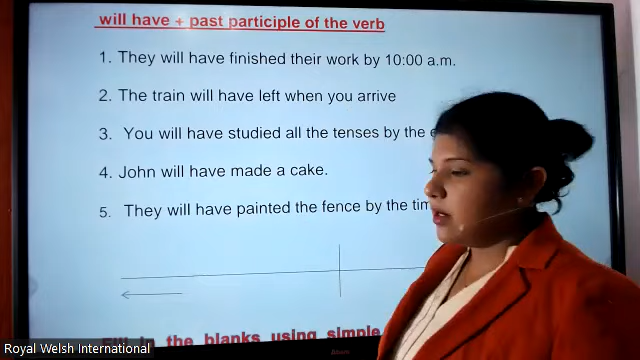 will have + past participle of the verb
1. They will have finished their work by 10:00 a.m.
2. The train will have left when you arrive
3. You will have studied all the tenses by the
4. John will have made a cake.
5. They will have painted the fence by the
Fill in the blanks using simple
Royal Welsh International